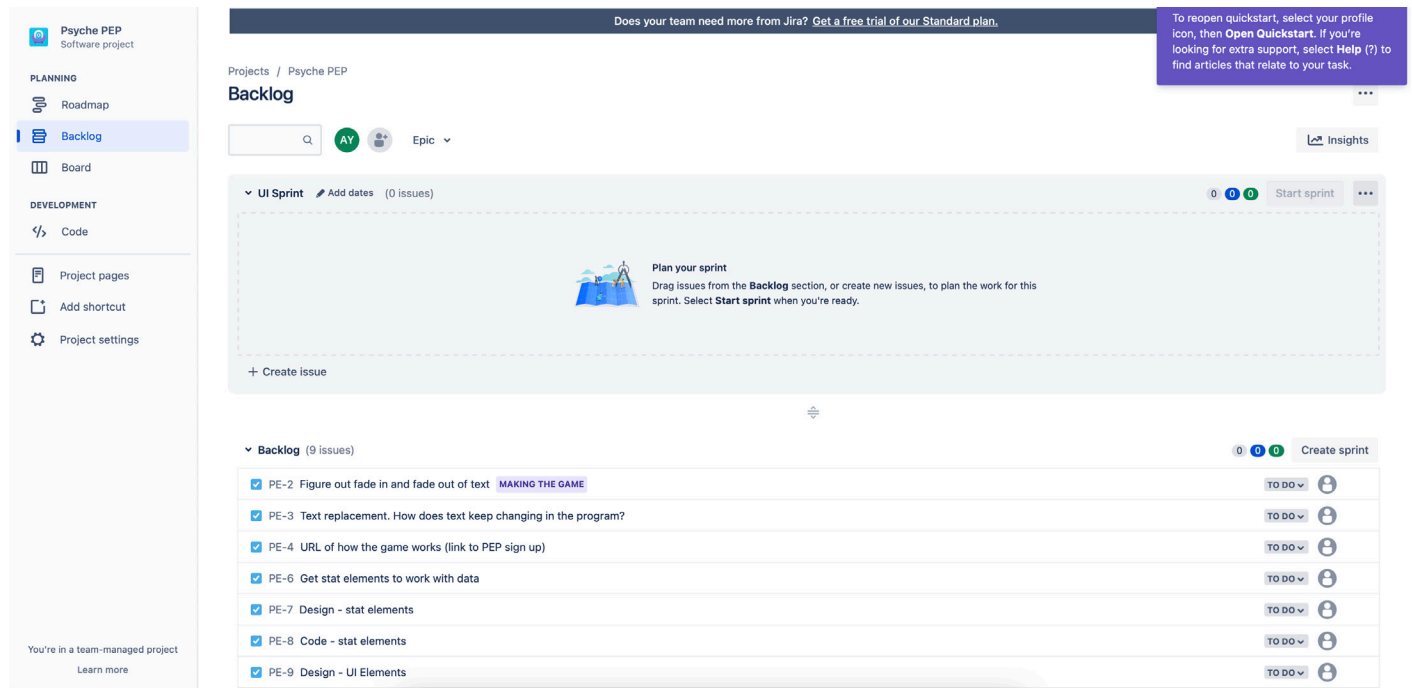 Psyche PEP
Software project
PLANNING
Roadmap
Backlog
Board
DEVELOPMENT
Code
Project pages
Add shortcut
Project settings
You're in a team-managed project
Learn more
Does your team need more from Jira? Get a free trial of our Standard plan.
To reopen quickstart, select your profile
icon, then Open Quickstart. If you're
looking for extra support, select Help (?) to
find articles that relate to your task.
Projects / Psyche PEP
Backlog
AY
Epic
Insights
UI Sprint Add dates (0 issues) 0 0 0 Start sprint
Plan your sprint
Drag issues from the Backlog section, or create new issues, to plan the work for this
sprint. Select Start sprint when you're ready.
+ Create issue
Backlog (9 issues) 0 0 0 Create sprint
PE-2 Figure out fade in and fade out of text MAKING THE GAME TO DO
PE-3 Text replacement. How does text keep changing in the program? TO DO
PE-4 URL of how the game works (link to PEP sign up) TO DO
PE-6 Get stat elements to work with data TO DO
PE-7 Design - stat elements TO DO
PE-8 Code - stat elements TO DO
PE-9 Design - UI Elements TO DO